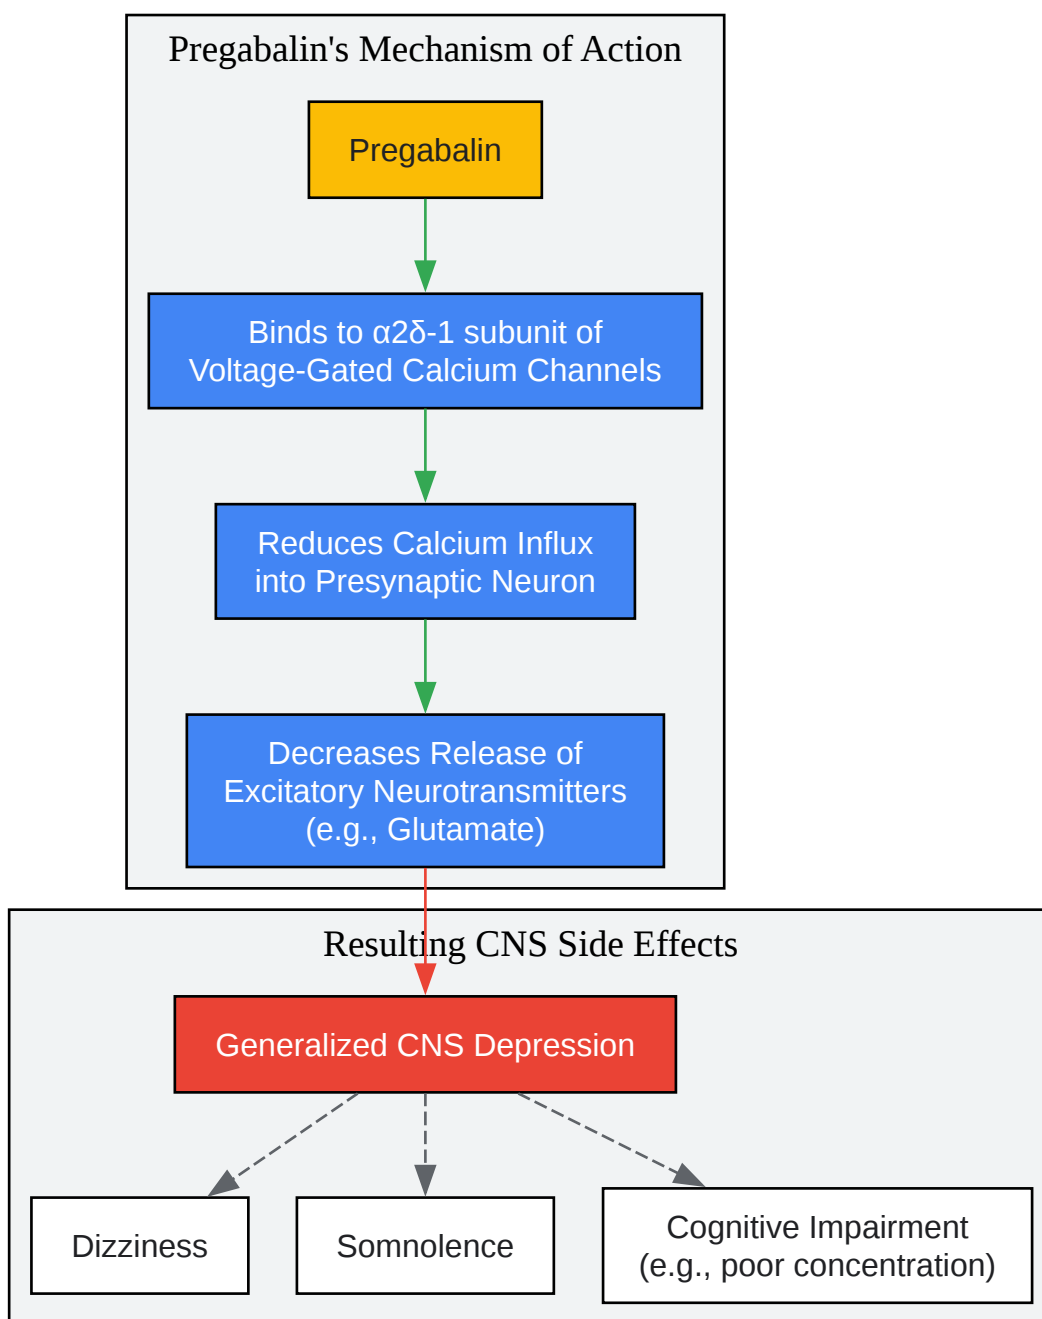 Pregabalin's Mechanism of Action
Pregabalin
Binds to α2δ-1 subunit of
Voltage-Gated Calcium Channels
Reduces Calcium Influx
into Presynaptic Neuron
Decreases Release of
Excitatory Neurotransmitters
(e.g., Glutamate)
Resulting CNS Side Effects
Generalized CNS Depression
Dizziness
Somnolence
Cognitive Impairment
(e.g., poor concentration)